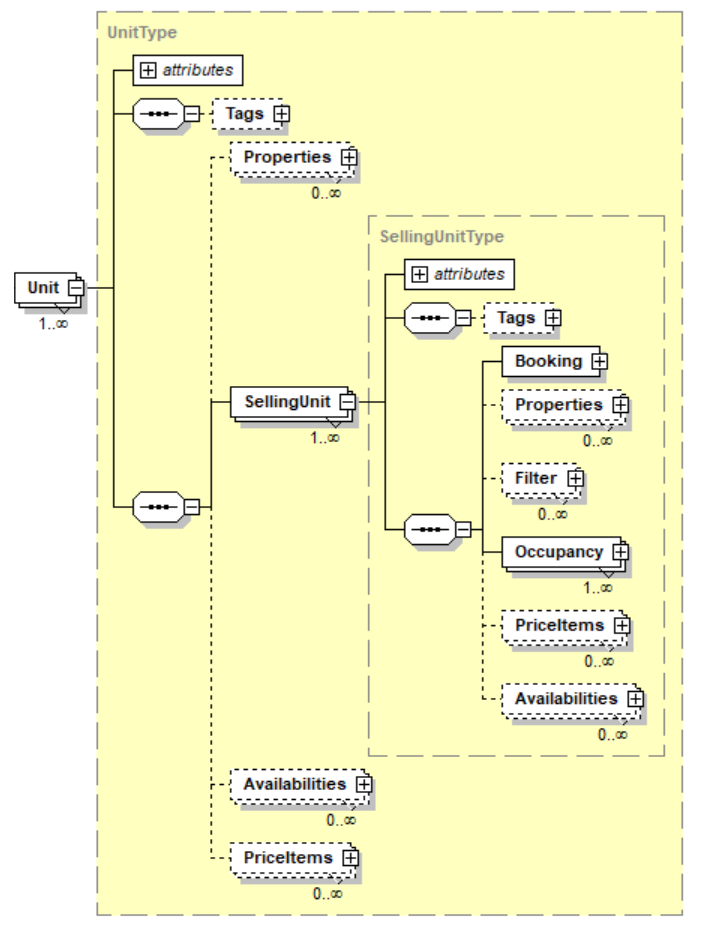 UnitType
attributes
Tags
Properties
0..∞
SellingUnitType
attributes
Unit
1..∞
Tags
Booking
SellingUnit
1..∞
Properties
0..∞
Filter
0..∞
Occupancy
1..∞
PriceItems
0..∞
Availabilities
0..∞
Availabilities
0..∞
PriceItems
0..∞